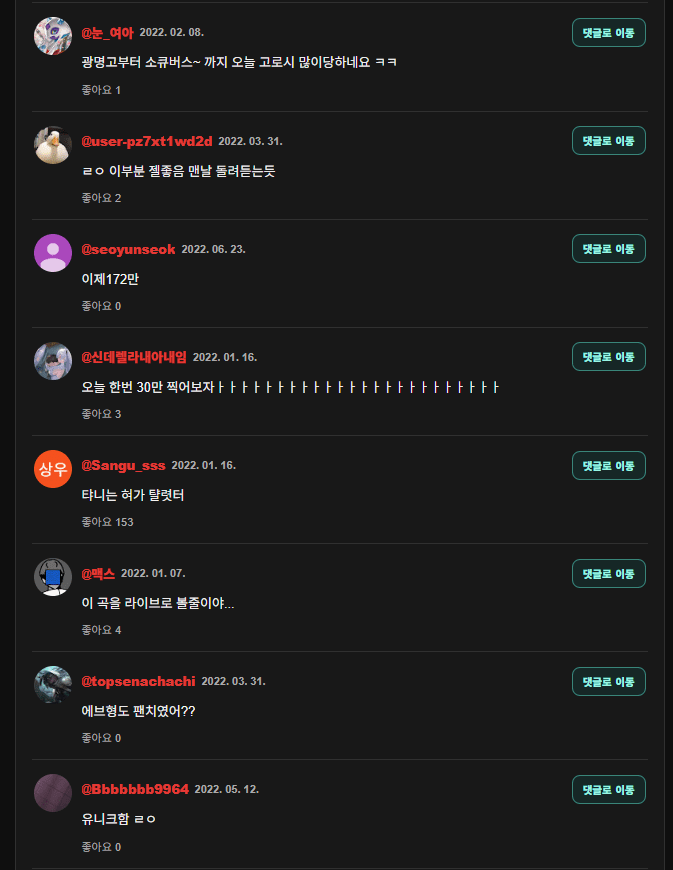 @눈_여아 2022. 02. 08. 댓글로 이동
광명고부터 소큐버스~ 까지 오늘 고로시 많이당하네요 ㅋㅋ
좋아요 1
@user-pz7xt1wd2d 2022. 03. 31. 댓글로 이동
ㄹㅇ 이부분 젤좋음 맨날 돌려듣는듯
좋아요 2
@seoyunseok 2022. 06. 23. 댓글로 이동
이제172만
좋아요 0
@신데렐라내아내임 2022. 01. 16. 댓글로 이동
오늘 한번 30만 찍어보자ㅏㅏㅏㅏㅏㅏㅏㅏㅏㅏㅏㅏㅏㅏㅏㅏㅏㅏㅏㅏㅏㅏㅏㅏ
좋아요 3
상우
@Sangu_sss 2022. 01. 16. 댓글로 이동
탸니는 혀가 탈렷터
좋아요 153
@맥스 2022. 01. 07. 댓글로 이동
이 곡을 라이브로 볼줄이야...
좋아요 4
@topsenachachi 2022. 03. 31. 댓글로 이동
에브형도 팬치였어??
좋아요 0
@Bbbbbbb9964 2022. 05. 12. 댓글로 이동
유니크함 ㄹㅇ
좋아요 0